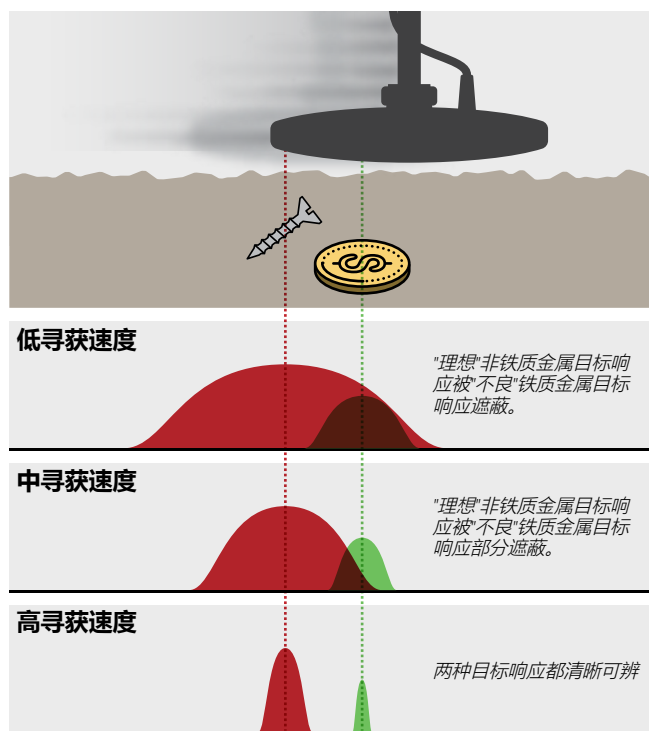 低寻获速度
"理想"非铁质金属目标响
应被"不良"铁质金属目标
响应遮蔽。
中寻获速度
"理想"非铁质金属目标响
应被"不良"铁质金属目标
响应部分遮蔽。
高寻获速度
两种目标响应都清晰可辨